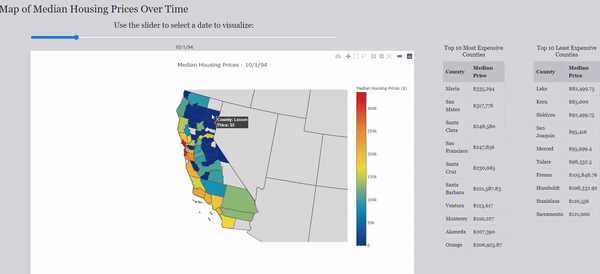 Map of Median Housing Prices Over Time
Use the slider to select a date to visualize:
10/1/94
Median Housing Prices - 10/1/94
Median Housing Prices ($)
300k
250k
200k
150k
100k
50k
0
County: Lassen
Price: $0
Top 10 Most Expensive
Counties
County Median
Price
Marin $335,294
San
Mateo $317,778
Santa
Clara $248,580
San
Francisco $247,836
Santa
Cruz $230,085
Santa
Barbara $221,587.83
Ventura $213,617
Monterey $210,227
Alameda $207,390
Orange $206,923.87
Top 10 Least Expensive
Counties
County Median
Price
Lake $82,499.75
Kern $83,000
Siskiyou $92,499.75
San
Joaquin $95,416
Merced $95,999.4
Tulare $98,332.5
Fresno $105,848.76
Humboldt $108,332.92
Stanislaus $110,556
Sacramento $121,000